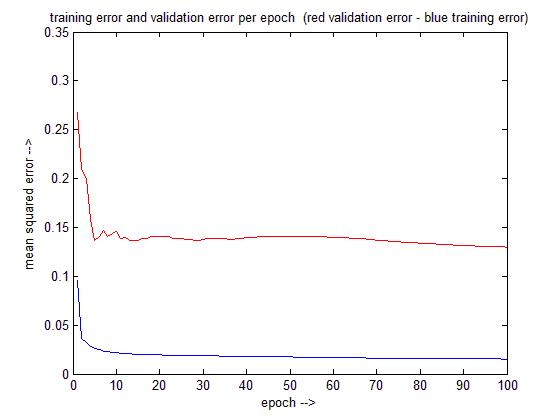 training error and validation error per epoch  (red validation error - blue training error)
0.35
0.3
0.25
0.2
0.15
0.1
0.05
0
mean squared error -->
0 10 20 30 40 50 60 70 80 90 100
epoch -->